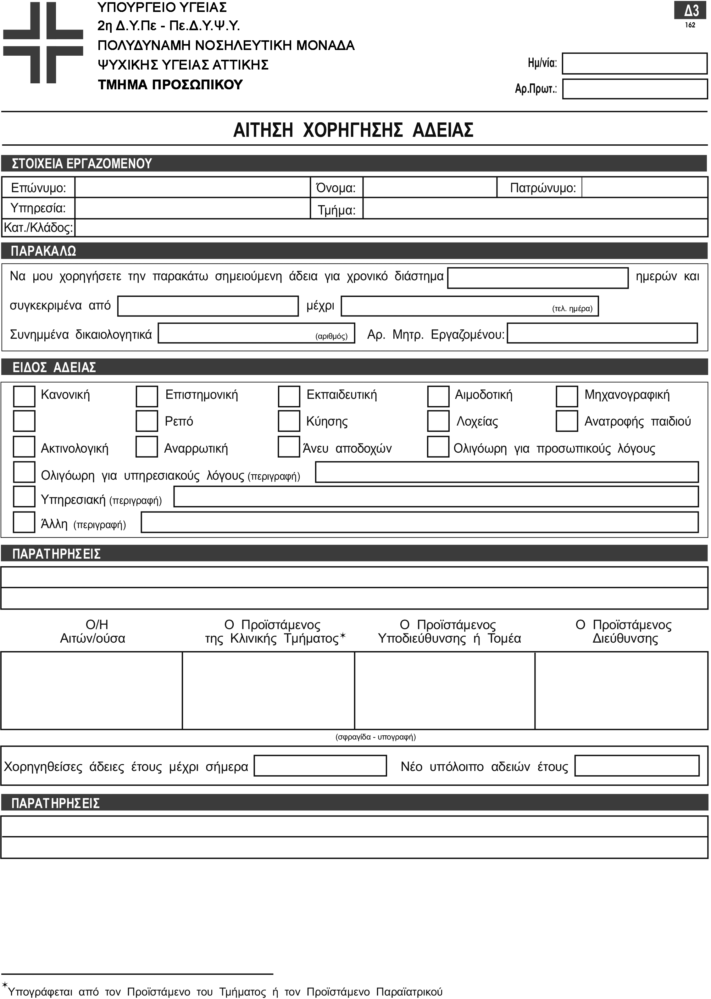 ΥΠΟΥΡΓΕΙΟ ΥΓΕΙΑΣ
2η Δ.Υ.Πε - Πε.Δ.Υ.Ψ.Υ.
ΠΟΛΥΔΥΝΑΜΗ ΝΟΣΗΛΕΥΤΙΚΗ ΜΟΝΑΔΑ
ΨΥΧΙΚΗΣ ΥΓΕΙΑΣ ΑΤΤΙΚΗΣ
ΤΜΗΜΑ ΠΡΟΣΩΠΙΚΟΥ
Δ3
162
Ημ/νία:
Αρ.Πρωτ.:
ΑΙΤΗΣΗ ΧΟΡΗΓΗΣΗΣ ΑΔΕΙΑΣ
ΣΤΟΙΧΕΙΑ ΕΡΓΑΖΟΜΕΝΟΥ
Επώνυμο: Όνομα: Πατρώνυμο:
Υπηρεσία: Τμήμα:
Κατ./Κλάδος:
ΠΑΡΑΚΑΛΩ
Να μου χορηγήσετε την παρακάτω σημειούμενη άδεια για χρονικό διάστημα ημερών και
συγκεκριμένα από μέχρι (τελ. ημέρα)
Συνημμένα δικαιολογητικά (αριθμός) Αρ. Μητρ. Εργαζομένου:
ΕΙΔΟΣ ΑΔΕΙΑΣ
Κανονική Επιστημονική Εκπαιδευτική Αιμοδοτική Μηχανογραφική
Ρεπό Κύησης Λοχείας Ανατροφής παιδιού
Ακτινολογική Αναρρωτική Άνευ αποδοχών Ολιγόωρη για προσωπικούς λόγους
Ολιγόωρη για υπηρεσιακούς λόγους (περιγραφή)
Υπηρεσιακή (περιγραφή)
Άλλη (περιγραφή)
ΠΑΡΑΤΗΡΗΣΕΙΣ
Ο/Η Ο Προϊστάμενος Ο Προϊστάμενος Ο Προϊστάμενος
Αιτών/ούσα της Κλινικής Τμήματος* Υποδιεύθυνσης ή Τομέα Διεύθυνσης
(σφραγίδα - υπογραφή)
Χορηγηθείσες άδειες έτους μέχρι σήμερα Νέο υπόλοιπο αδειών έτους
ΠΑΡΑΤΗΡΗΣΕΙΣ
*Υπογράφεται από τον Προϊστάμενο του Τμήματος ή τον Προϊστάμενο Παραϊατρικού